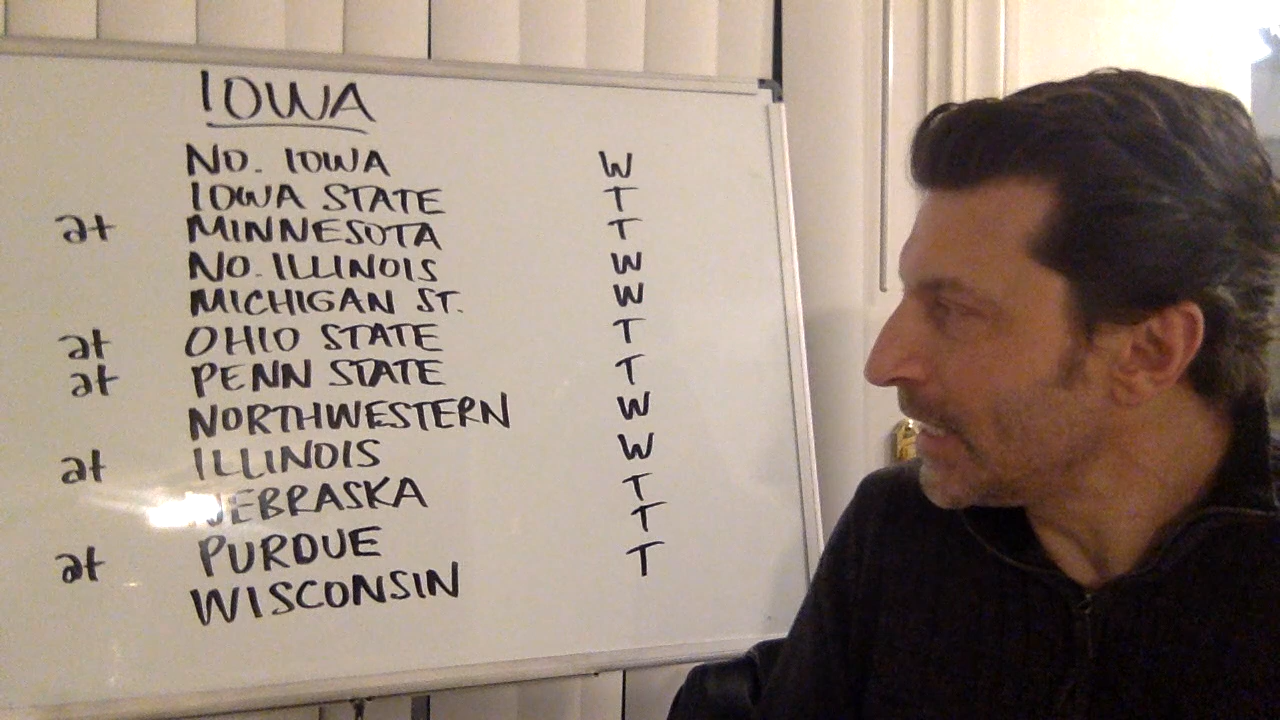 IOWA
NO. IOWA W
IOWA STATE T
at MINNESOTA T
NO. ILLINOIS W
MICHIGAN ST. W
at OHIO STATE T
at PENN STATE T
NORTHWESTERN W
at ILLINOIS W
NEBRASKA T
at PURDUE T
WISCONSIN T